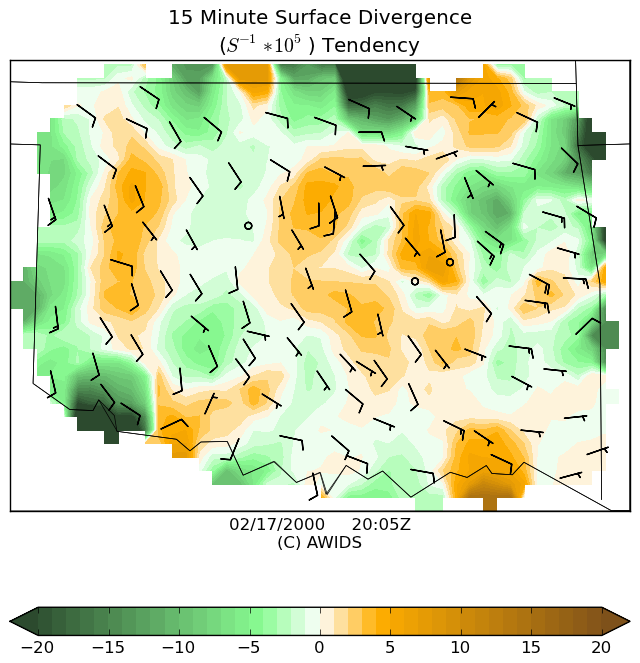 15 Minute Surface Divergence
($S^{-1} * 10^{5}$ ) Tendency
02/17/2000 20:05Z
(C) AWIDS
−20 −15 −10 −5 0 5 10 15 20